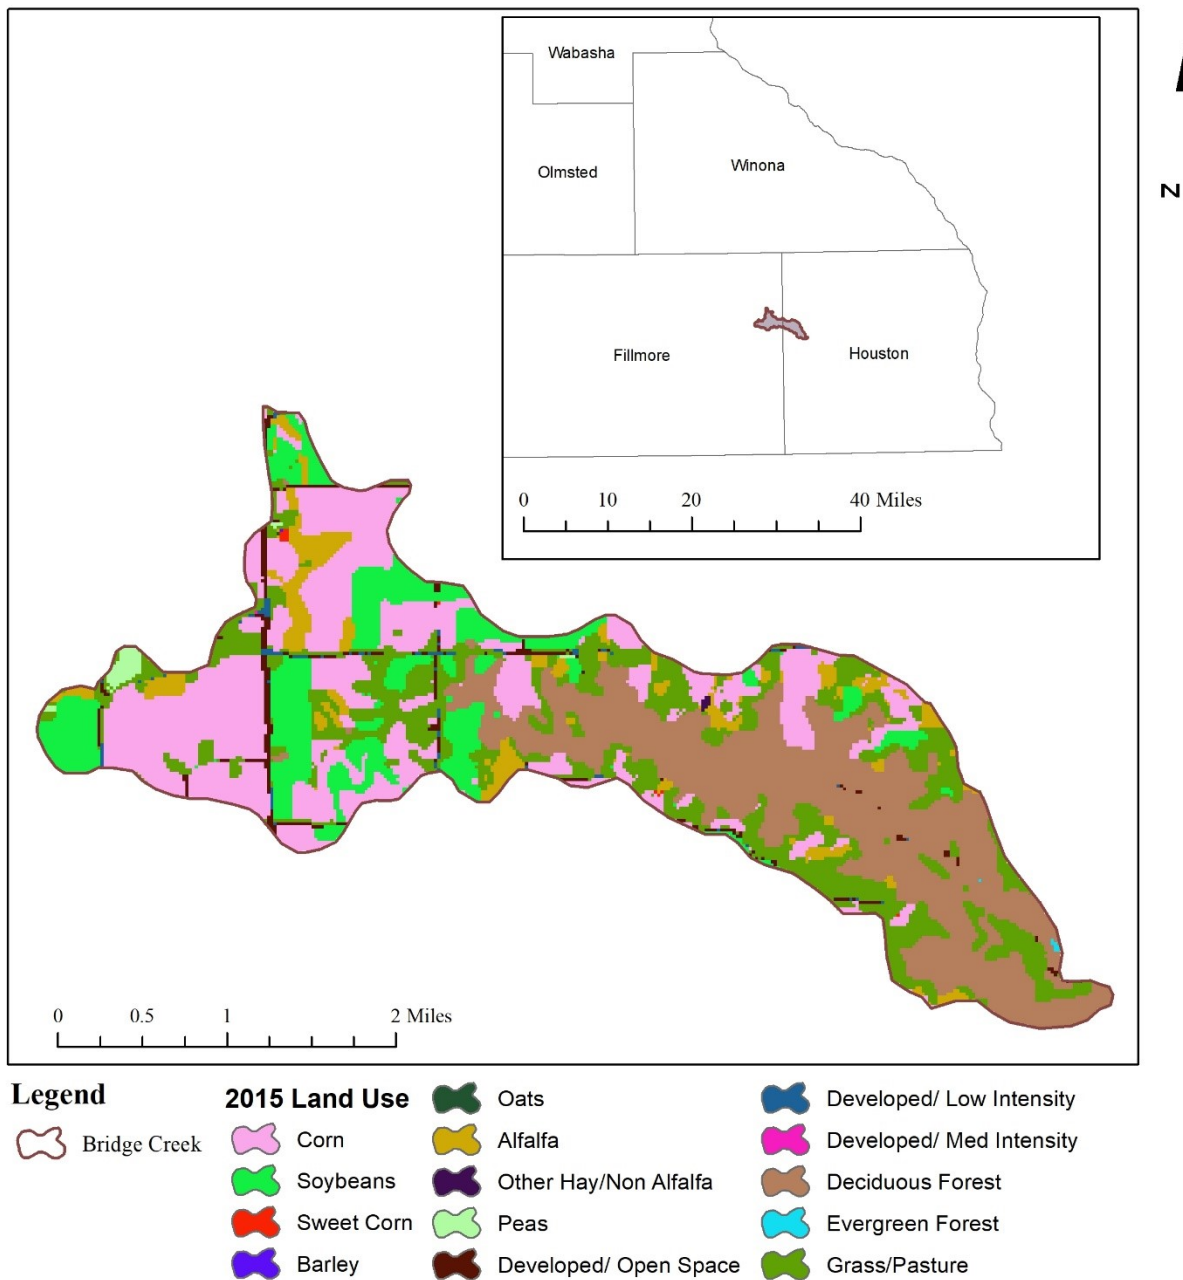 Wabasha
Olmsted
Winona
Z
Fillmore
Houston
0 10 20 40 Miles
0 0.5 1 2 Miles
Legend
Bridge Creek
2015 Land Use
Corn
Soybeans
Sweet Corn
Barley
Oats
Alfalfa
Other Hay/Non Alfalfa
Peas
Developed/ Open Space
Developed/ Low Intensity
Developed/ Med Intensity
Deciduous Forest
Evergreen Forest
Grass/Pasture